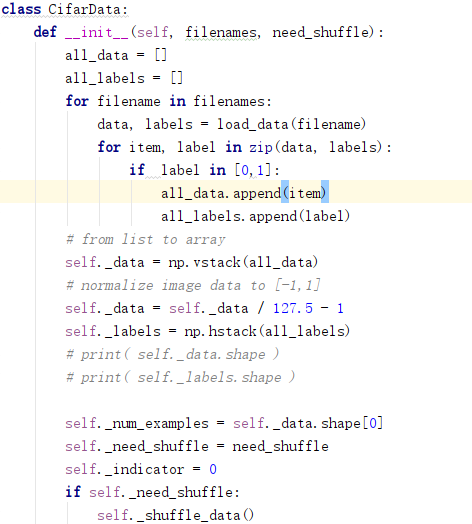 class CifarData:
    def __init__(self, filenames, need_shuffle):
        all_data = []
        all_labels = []
        for filename in filenames:
            data, labels = load_data(filename)
            for item, label in zip(data, labels):
                if  label in [0,1]:
                    all_data.append(item)
                    all_labels.append(label)
        # from list to array
        self._data = np.vstack(all_data)
        # normalize image data to [-1,1]
        self._data = self._data / 127.5 - 1
        self._labels = np.hstack(all_labels)
        # print( self._data.shape )
        # print( self._labels.shape )

        self._num_examples = self._data.shape[0]
        self._need_shuffle = need_shuffle
        self._indicator = 0
        if self._need_shuffle:
            self._shuffle_data()